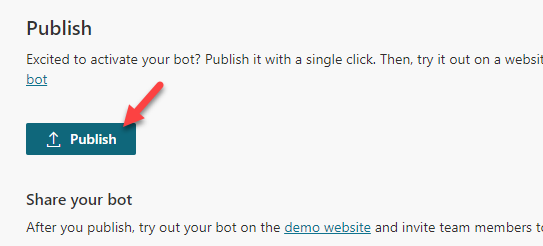 Publish
Excited to activate your bot? Publish it with a single click. Then, try it out on a
bot
Publish
Share your bot
After you publish, try out your bot on the demo website and invite team members